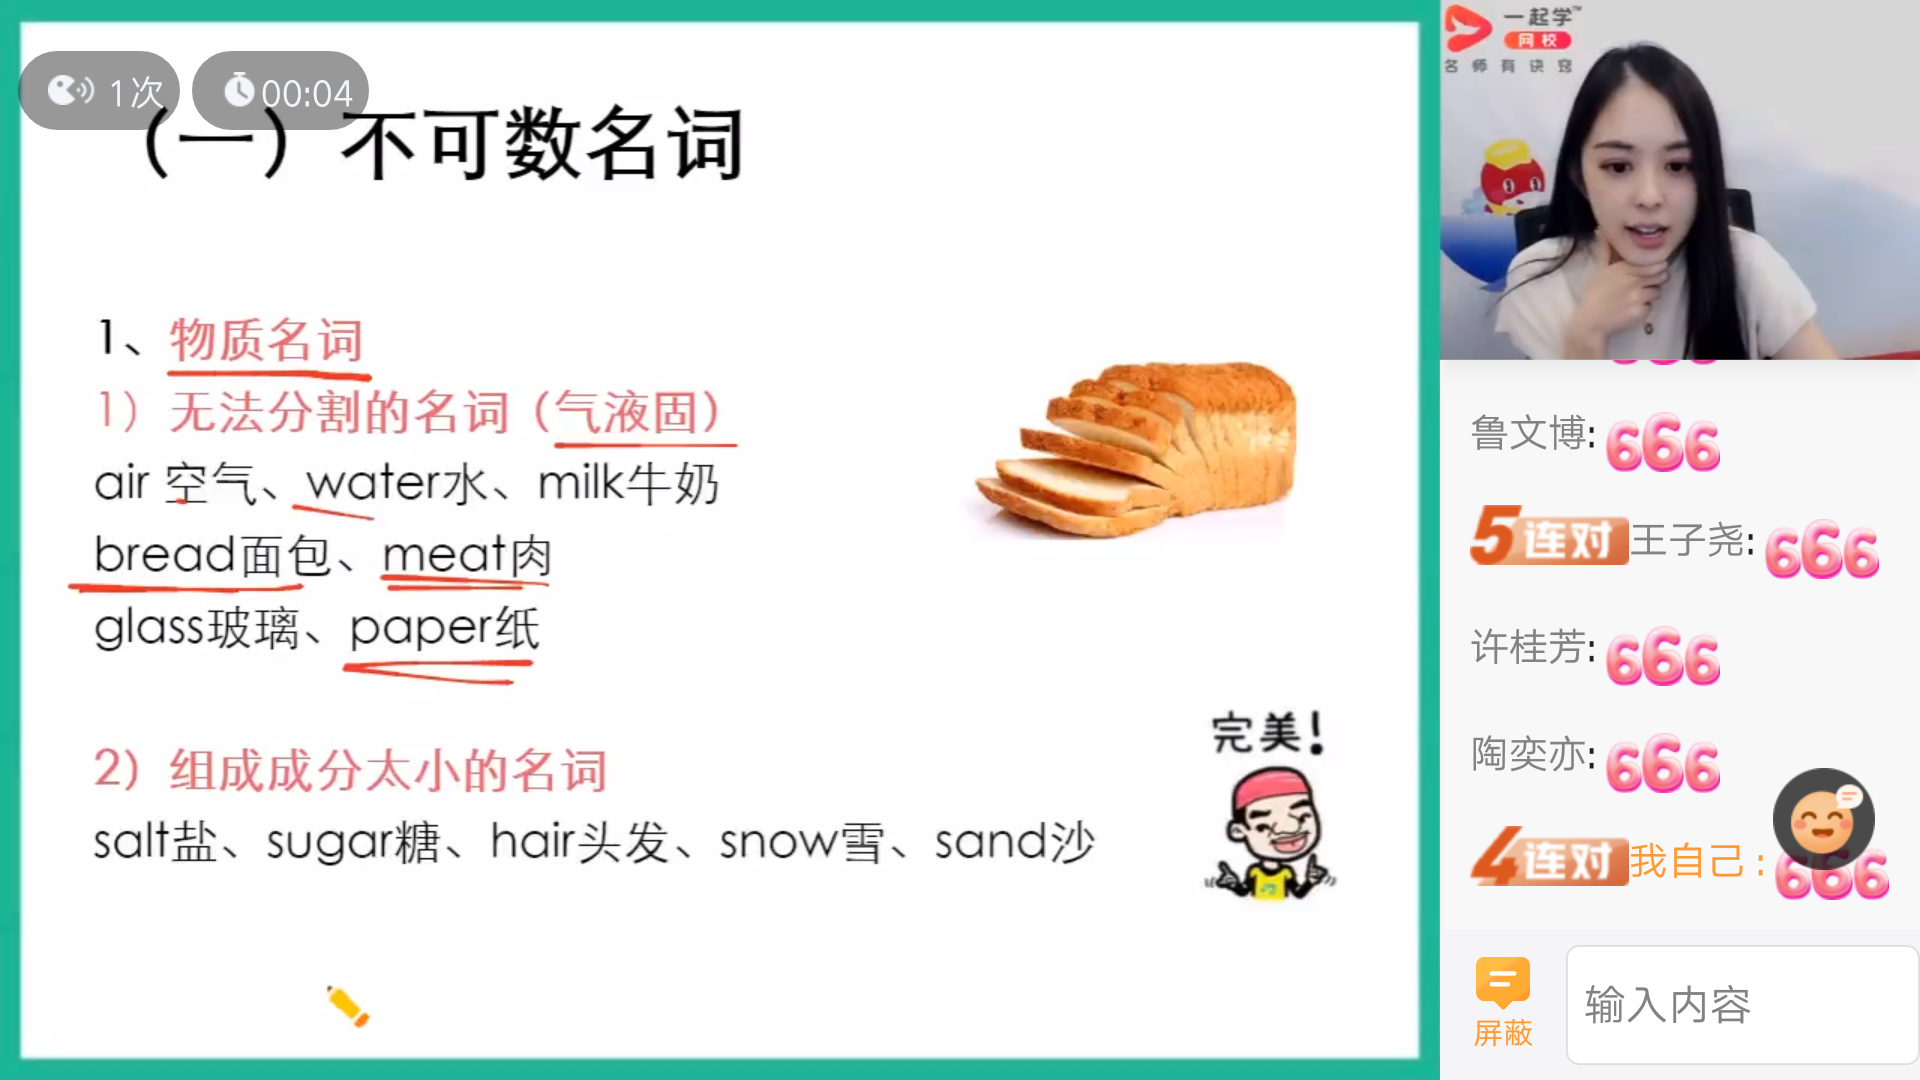 1次
00:04
（一）不可数名词
1、物质名词
1）无法分割的名词（气液固）
air 空气、water水、milk牛奶
bread面包、meat肉
glass玻璃、paper纸
2）组成成分太小的名词
salt盐、sugar糖、hair头发、snow雪、sand沙
完美!
一起学™
网校
名师有诀窍
鲁文博: 666
5连对 王子尧: 666
许桂芳: 666
陶奕亦: 666
4连对 我自己: 666
屏蔽
输入内容